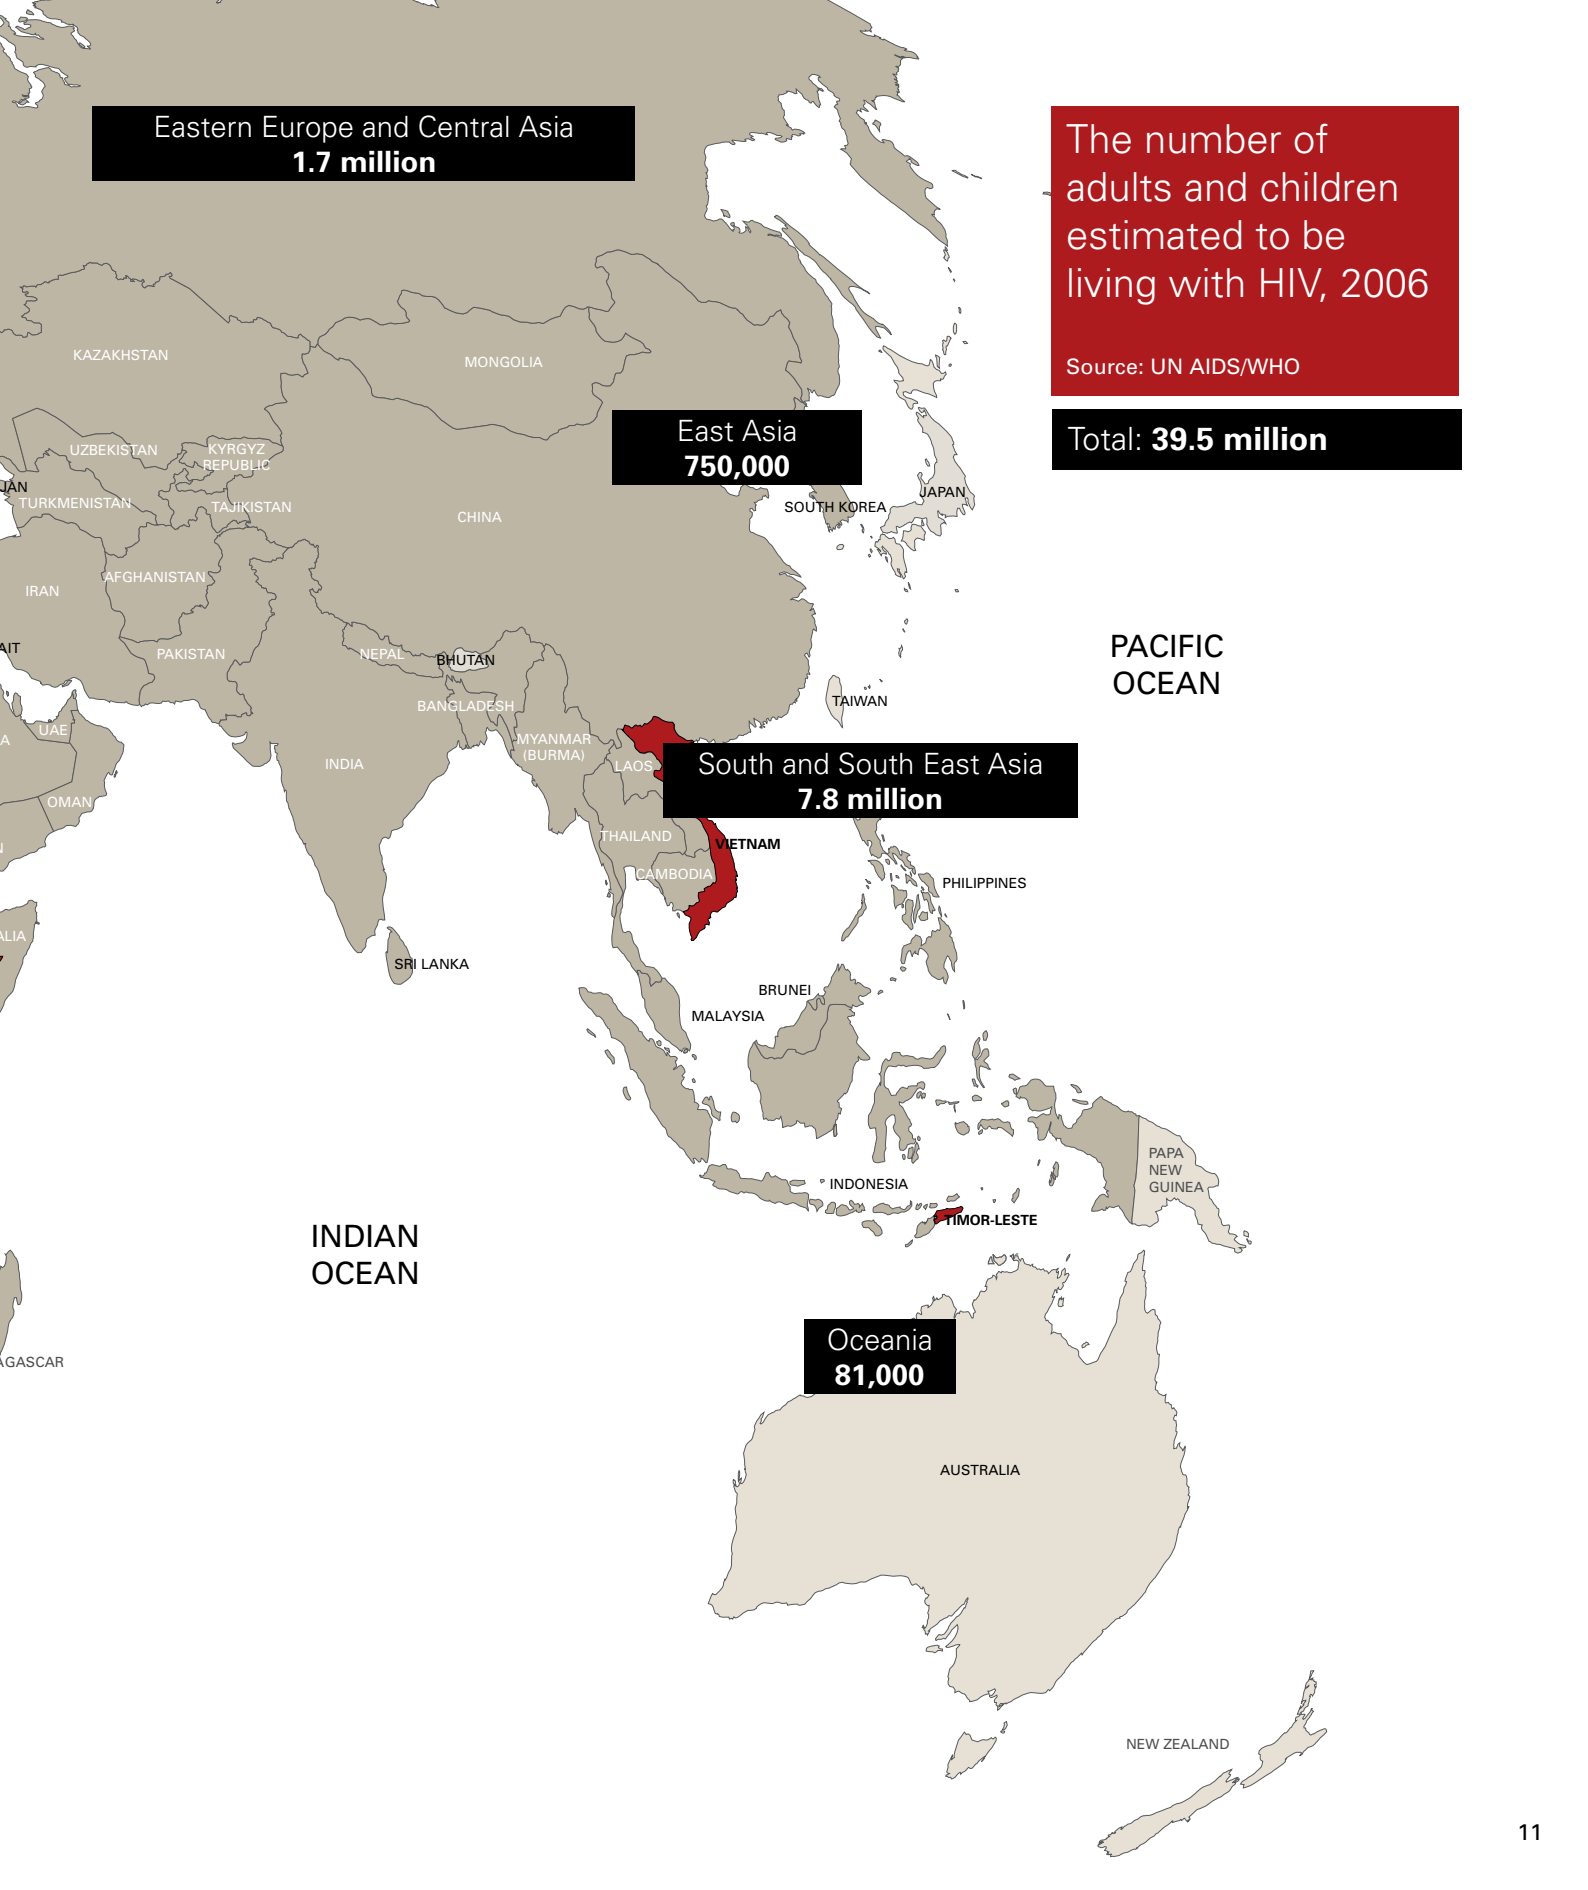 Eastern Europe and Central Asia
1.7 million
The number of
adults and children
estimated to be
living with HIV, 2006
Source: UN AIDS/WHO
Total: 39.5 million
KAZAKHSTAN
MONGOLIA
East Asia
750,000
UZBEKISTAN
KYRGYZ
REPUBLIC
JAN
TURKMENISTAN
TAJIKISTAN
CHINA
SOUTH KOREA
JAPAN
IRAN
AFGHANISTAN
AIT
PAKISTAN
NEPAL
BHUTAN
PACIFIC
OCEAN
BANGLADESH
TAIWAN
UAE
A
MYANMAR
(BURMA)
INDIA
LAOS
South and South East Asia
7.8 million
OMAN
N
THAILAND
VIETNAM
CAMBODIA
PHILIPPINES
ALIA
SRI LANKA
BRUNEI
MALAYSIA
PAPA
NEW
GUINEA
INDONESIA
TIMOR-LESTE
INDIAN
OCEAN
Oceania
81,000
AGASCAR
AUSTRALIA
NEW ZEALAND
11